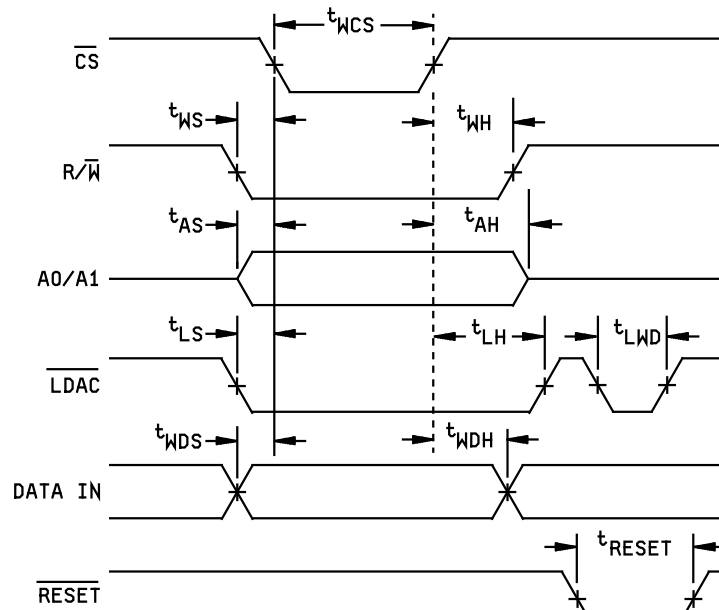 tWCS
CS
tWS
tWH
R/W
tAS
tAH
A0/A1
tLS
tLH
tLWD
LDAC
tWDS
tWDH
DATA IN
tRESET
RESET